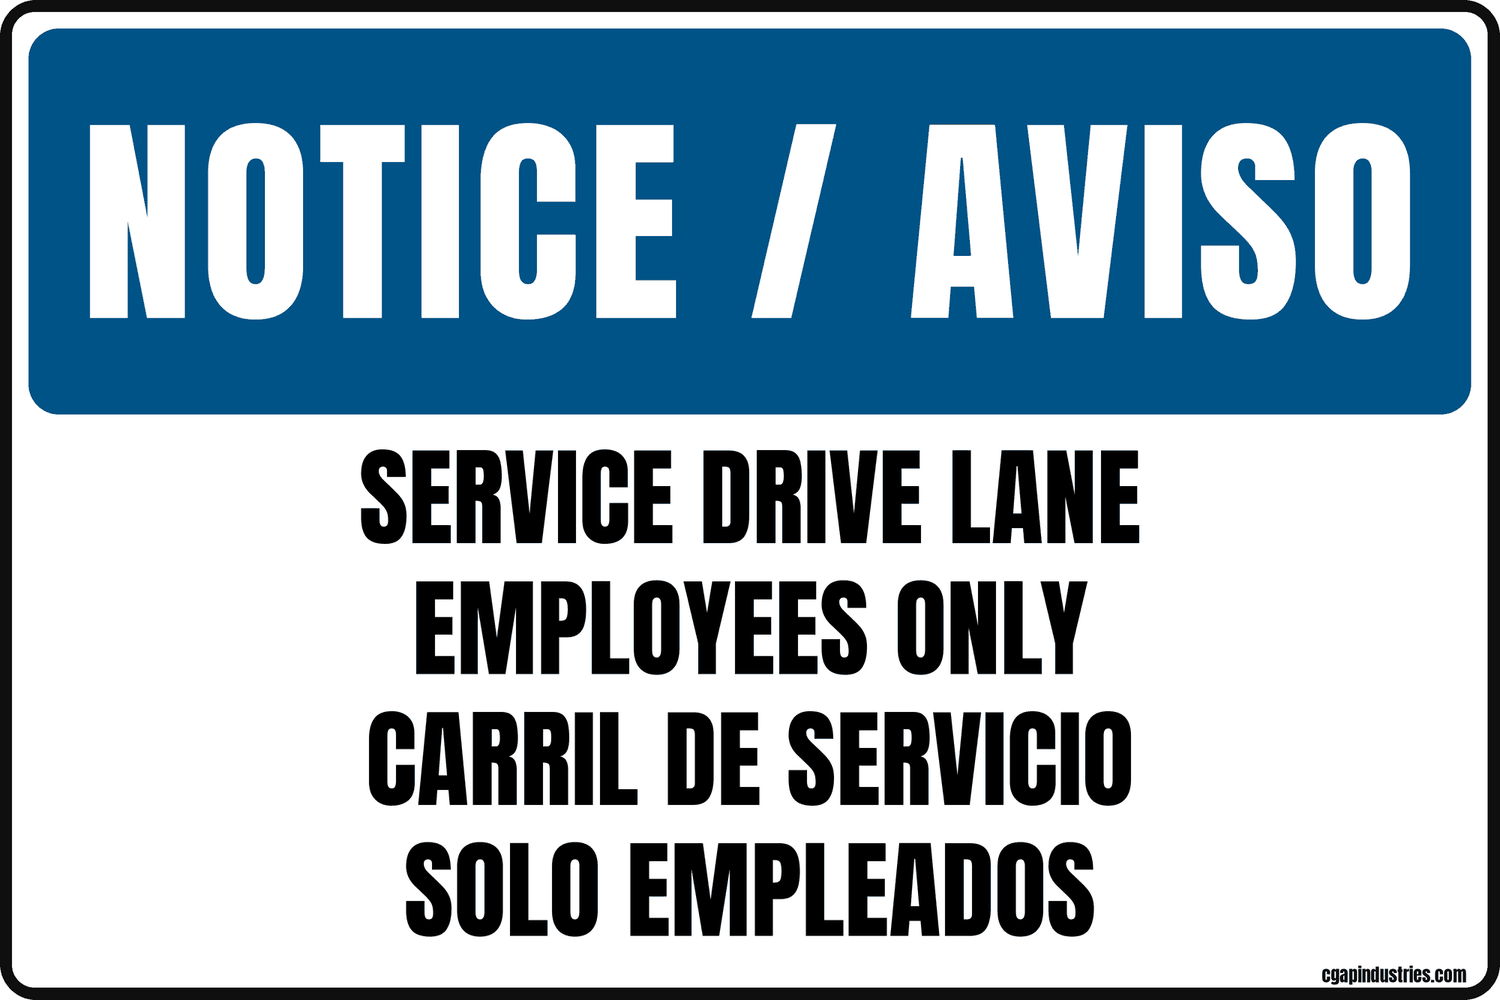 NOTICE / AVISO
SERVICE DRIVE LANE
EMPLOYEES ONLY
CARRIL DE SERVICIO
SOLO EMPLEADOS
cgapindustries.com